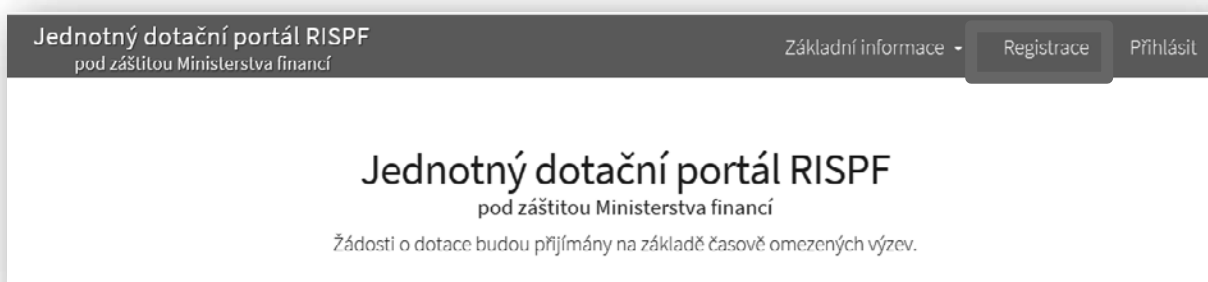 Jednotný dotační portál RISPF
pod záštitou Ministerstva financí
Základní informace
Registrace
Přihlásit
Jednotný dotační portál RISPF
pod záštitou Ministerstva financí
Žádosti o dotace budou přijímány na základě časově omezených výzev.